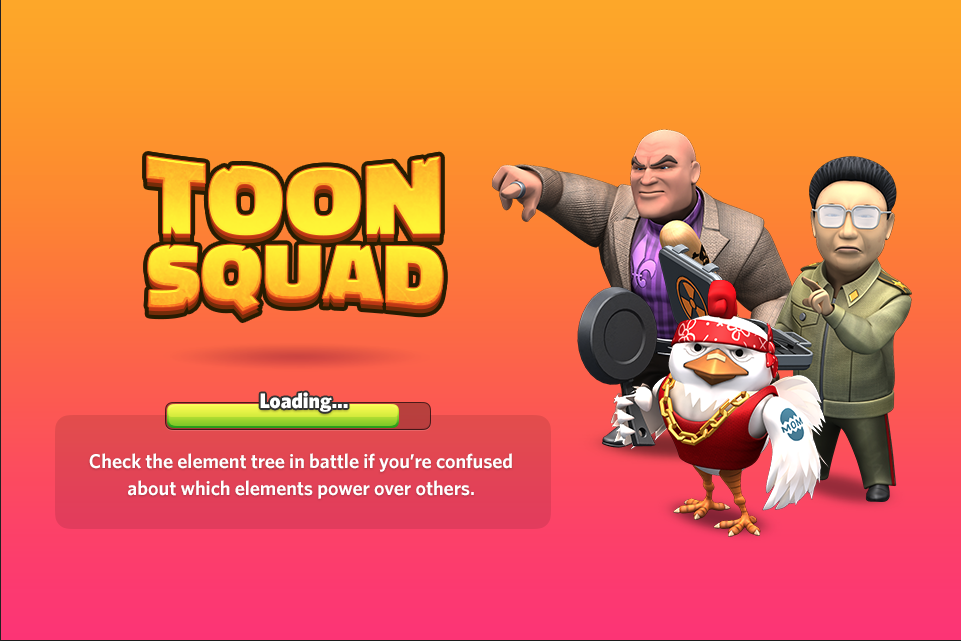 TOON
SQUAD
Loading...
Check the element tree in battle if you're confused
about which elements power over others.
MOM